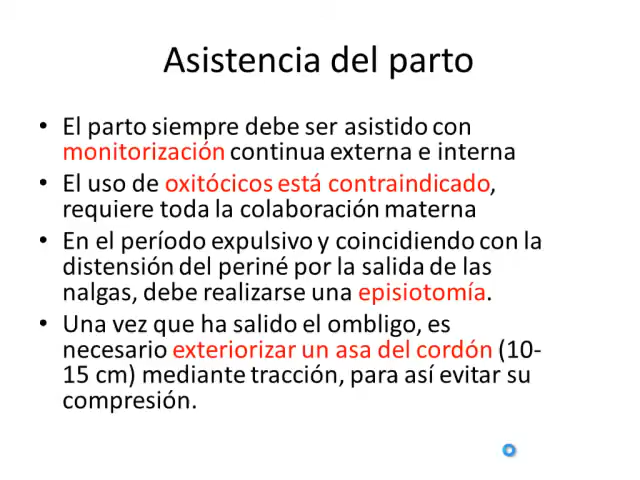 Asistencia del parto
• El parto siempre debe ser asistido con
monitorización continua externa e interna
• El uso de oxitócicos está contraindicado,
requiere toda la colaboración materna
• En el período expulsivo y coincidiendo con la
distensión del periné por la salida de las
nalgas, debe realizarse una episiotomía.
• Una vez que ha salido el ombligo, es
necesario exteriorizar un asa del cordón (10-
15 cm) mediante tracción, para así evitar su
compresión.